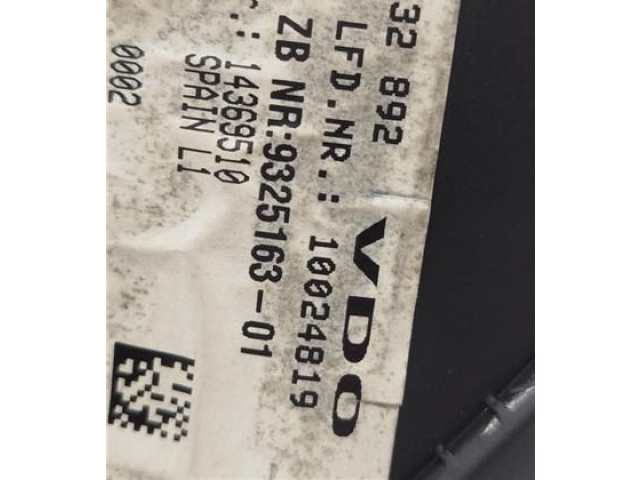 32 892
VDO
LFD.NR.: 10024819
ZB NR:9325163-01
.: 14369510
SPAIN L1
0002